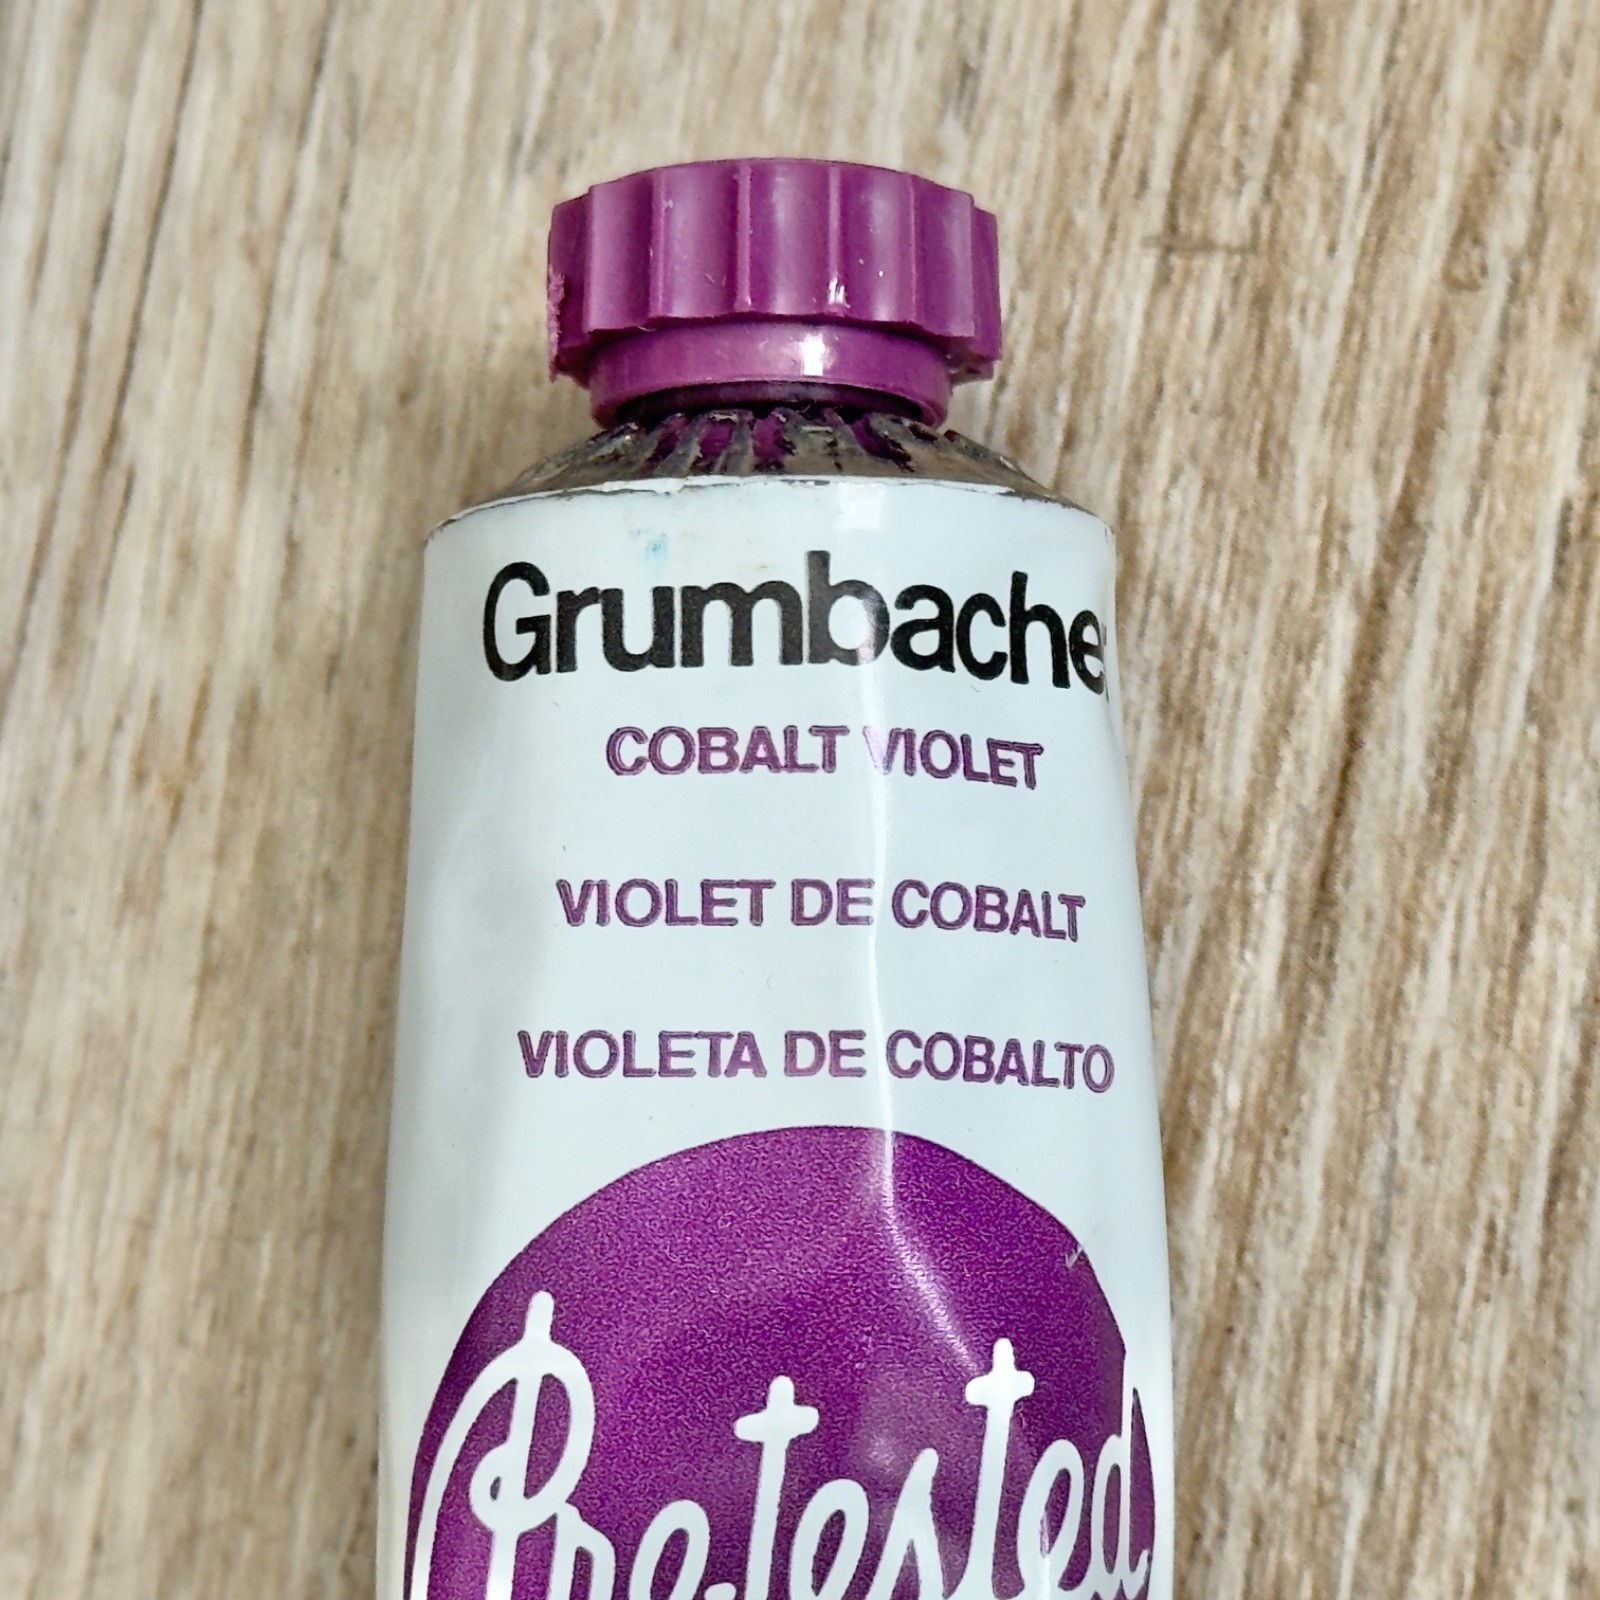 Grumbacher
COBALT VIOLET
VIOLET DE COBALT
VIOLETA DE COBALTO
Pre-tested